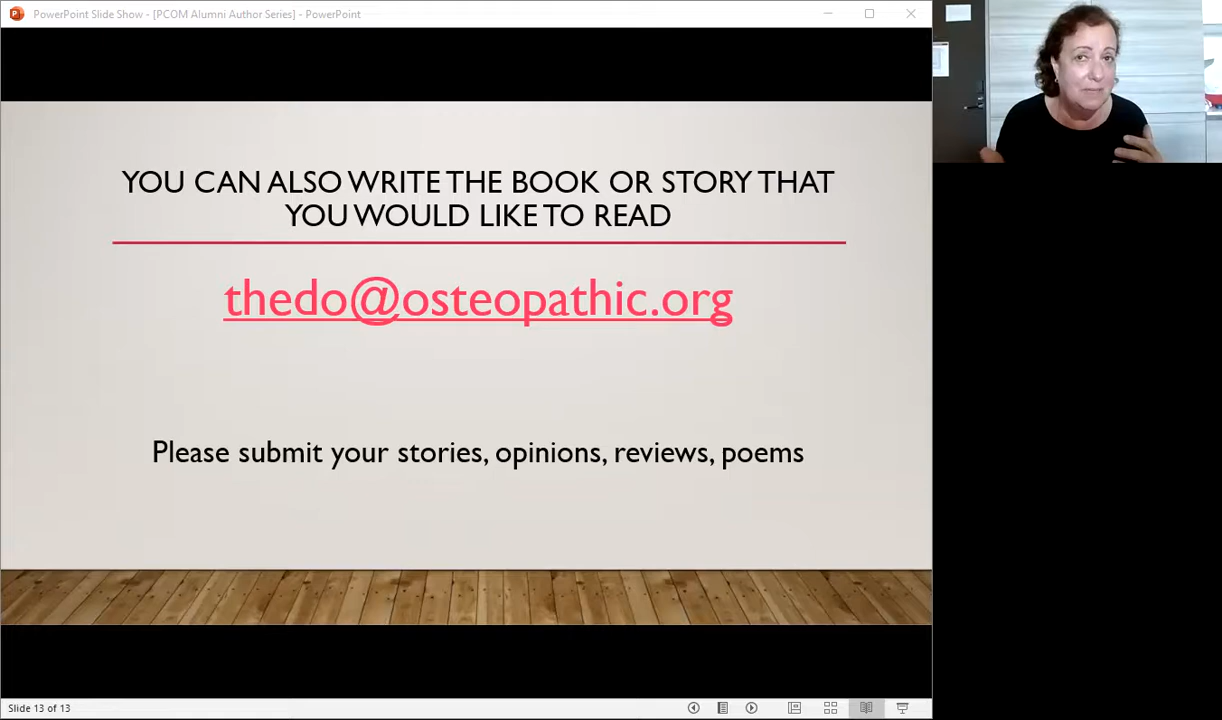 PowerPoint Slide Show - [PCOM Alumni Author Series] - PowerPoint
YOU CAN ALSO WRITE THE BOOK OR STORY THAT
YOU WOULD LIKE TO READ
thedo@osteopathic.org
Please submit your stories, opinions, reviews, poems
Slide 13 of 13